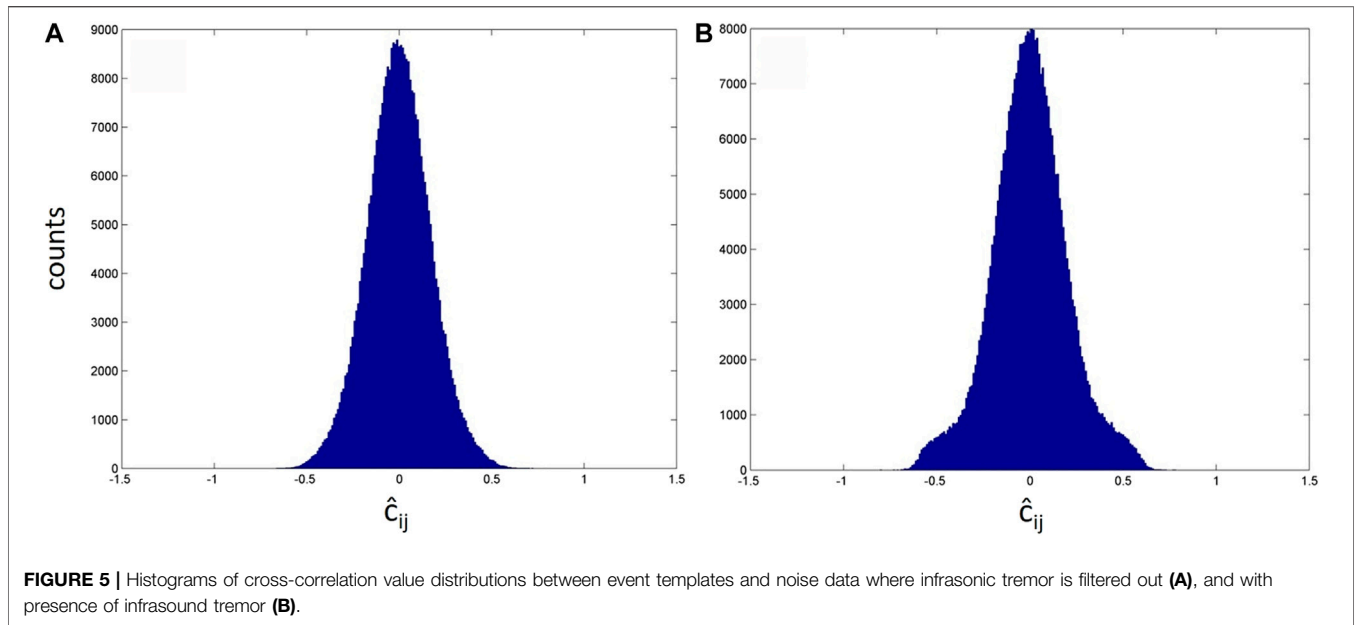 A
9000
8000
7000
6000
5000
4000
3000
2000
1000
0
counts
-1.5 -1 -0.5 0 0.5 1 1.5
ĉij
B
8000
7000
6000
5000
4000
3000
2000
1000
0
-1.5 -1 -0.5 0 0.5 1 1.5
ĉij
FIGURE 5 | Histograms of cross-correlation value distributions between event templates and noise data where infrasonic tremor is filtered out (A), and with
presence of infrasound tremor (B).